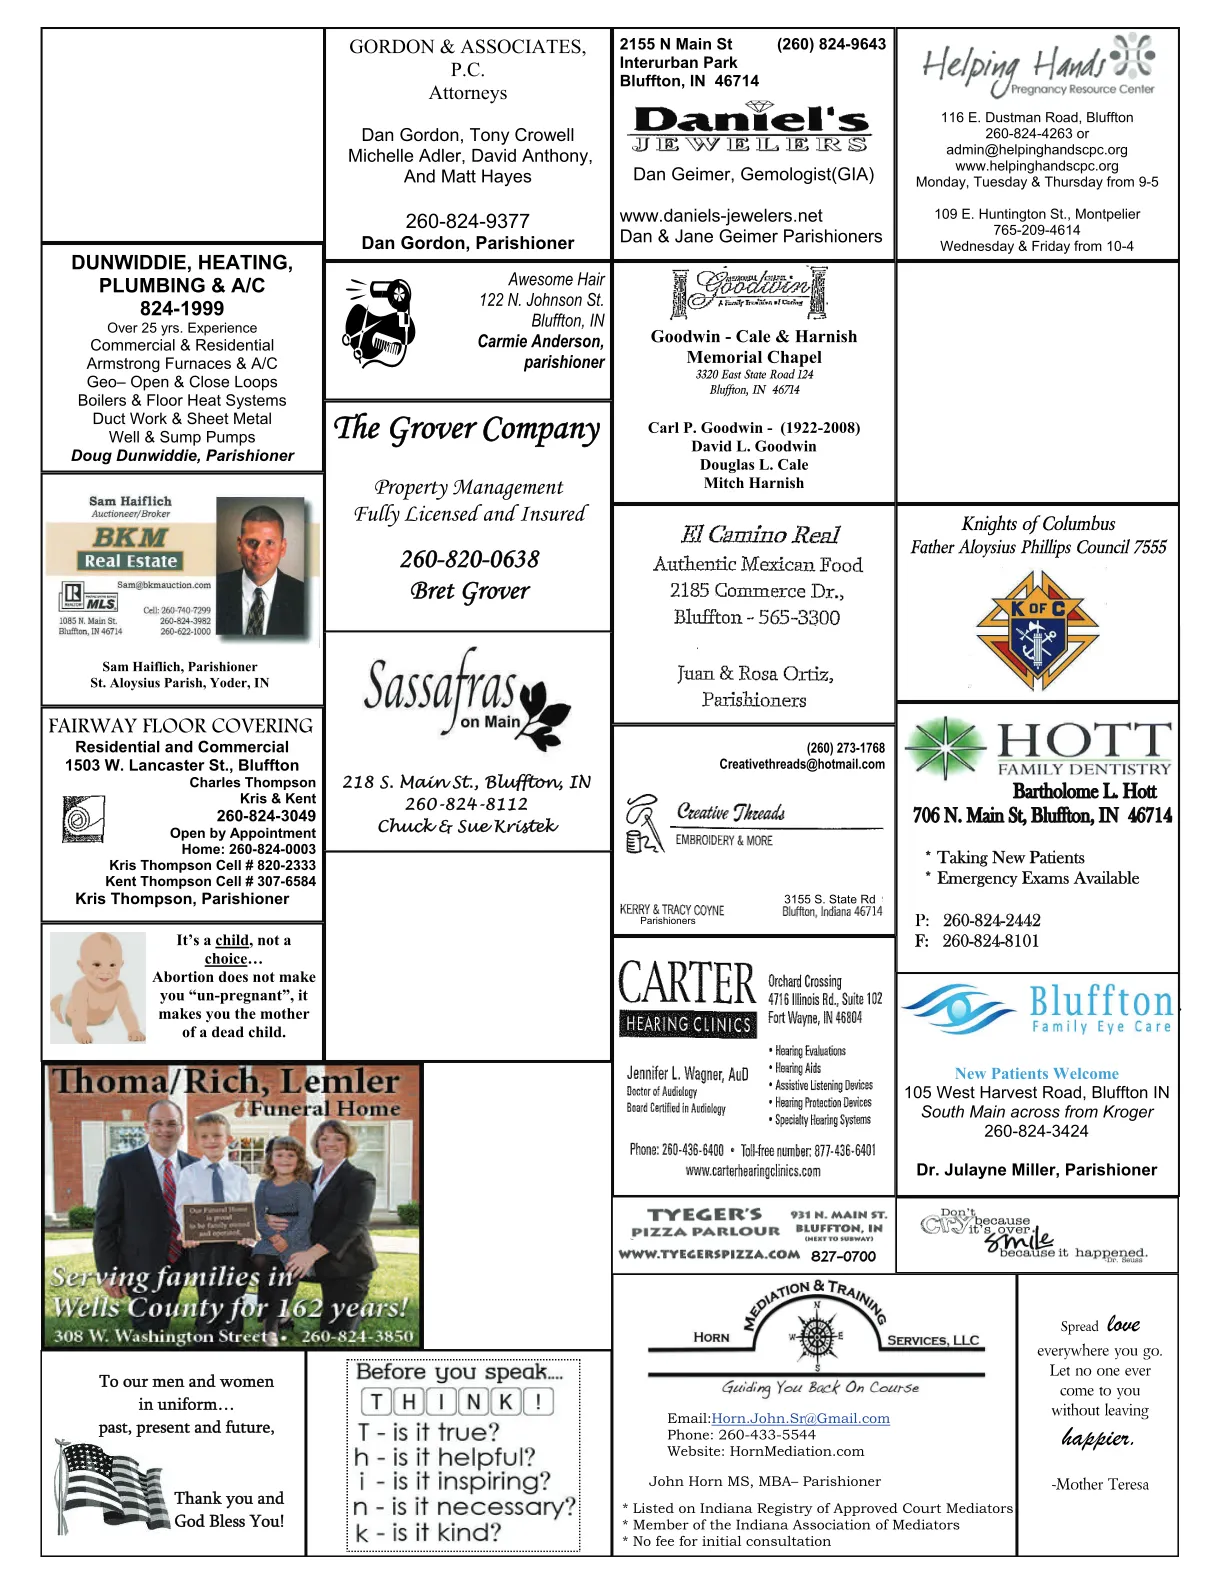 GORDON & ASSOCIATES,
P.C.
Attorneys
Dan Gordon, Tony Crowell
Michelle Adler, David Anthony,
And Matt Hayes
260-824-9377
Dan Gordon, Parishioner
2155 N Main St (260) 824-9643
Interurban Park
Bluffton, IN 46714
Daniel's
JEWELERS
Dan Geimer, Gemologist(GIA)
www.daniels-jewelers.net
Dan & Jane Geimer Parishioners
Helping Hands
Pregnancy Resource Center
116 E. Dustman Road, Bluffton
260-824-4263 or
admin@helpinghandscpc.org
www.helpinghandscpc.org
Monday, Tuesday & Thursday from 9-5
109 E. Huntington St., Montpelier
765-209-4614
Wednesday & Friday from 10-4
DUNWIDDIE, HEATING,
PLUMBING & A/C
824-1999
Over 25 yrs. Experience
Commercial & Residential
Armstrong Furnaces & A/C
Geo– Open & Close Loops
Boilers & Floor Heat Systems
Duct Work & Sheet Metal
Well & Sump Pumps
Doug Dunwiddie, Parishioner
Awesome Hair
122 N. Johnson St.
Bluffton, IN
Carmie Anderson,
parishioner
Goodwin
A Family Tradition of Caring
Goodwin - Cale & Harnish
Memorial Chapel
3320 East State Road 124
Bluffton, IN 46714
Carl P. Goodwin - (1922-2008)
David L. Goodwin
Douglas L. Cale
Mitch Harnish
The Grover Company
Property Management
Fully Licensed and Insured
260-820-0638
Bret Grover
Sam Haiflich
Auctioneer/Broker
BKM
Real Estate
Sam@bkmauction.com
R
REALTOR
MLS
Cell: 260-740-7299
1085 N. Main St. 260-824-3982
Bluffton, IN 46714 260-622-1000
Sam Haiflich, Parishioner
St. Aloysius Parish, Yoder, IN
El Camino Real
Authentic Mexican Food
2185 Commerce Dr.,
Bluffton - 565-3300
Juan & Rosa Ortiz,
Parishioners
Knights of Columbus
Father Aloysius Phillips Council 7555
K OF C
Sassafras
on Main
218 S. Main St., Bluffton, IN
260-824-8112
Chuck & Sue Kristek
FAIRWAY FLOOR COVERING
Residential and Commercial
1503 W. Lancaster St., Bluffton
Charles Thompson
Kris & Kent
260-824-3049
Open by Appointment
Home: 260-824-0003
Kris Thompson Cell # 820-2333
Kent Thompson Cell # 307-6584
Kris Thompson, Parishioner
(260) 273-1768
Creativethreads@hotmail.com
Creative Threads
EMBROIDERY & MORE
3155 S. State Rd
KERRY & TRACY COYNE Bluffton, Indiana 46714
Parishioners
HOTT
FAMILY DENTISTRY
Bartholome L. Hott
706 N. Main St, Bluffton, IN 46714
* Taking New Patients
* Emergency Exams Available
P: 260-824-2442
F: 260-824-8101
It’s a child, not a
choice…
Abortion does not make
you “un-pregnant”, it
makes you the mother
of a dead child.
CARTER
HEARING CLINICS
Orchard Crossing
4716 Illinois Rd., Suite 102
Fort Wayne, IN 46804
Jennifer L. Wagner, AuD
Doctor of Audiology
Board Certified in Audiology
• Hearing Evaluations
• Hearing Aids
• Assistive Listening Devices
• Hearing Protection Devices
• Specialty Hearing Systems
Phone: 260-436-6400 • Toll-free number: 877-436-6401
www.carterhearingclinics.com
Bluffton
Family Eye Care
New Patients Welcome
105 West Harvest Road, Bluffton IN
South Main across from Kroger
260-824-3424
Dr. Julayne Miller, Parishioner
Thoma/Rich, Lemler
Funeral Home
Our Funeral Home
is proud
to be family owned
and operated.
Serving families in
Wells County for 162 years!
308 W. Washington Street • 260-824-3850
TYEGER'S
PIZZA PARLOUR
931 N. MAIN ST.
BLUFFTON, IN
(NEXT TO SUBWAY)
WWW.TYEGERSPIZZA.COM 827-0700
Don't
cry because
it's over,
smile
because it happened.
-Dr. Seuss
HORN
MEDIATION & TRAINING
SERVICES, LLC
N
W E
S
Guiding You Back On Course
Email:Horn.John.Sr@Gmail.com
Phone: 260-433-5544
Website: HornMediation.com
John Horn MS, MBA– Parishioner
* Listed on Indiana Registry of Approved Court Mediators
* Member of the Indiana Association of Mediators
* No fee for initial consultation
Spread love
everywhere you go.
Let no one ever
come to you
without leaving
happier.
-Mother Teresa
To our men and women
in uniform…
past, present and future,
Thank you and
God Bless You!
Before you speak....
THINK!
T - is it true?
h - is it helpful?
i - is it inspiring?
n - is it necessary?
k - is it kind?